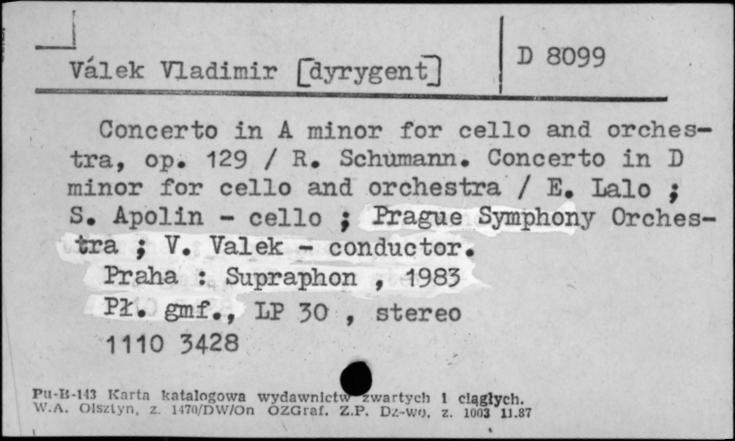 Válek Vladimir [dyrygent]
D 8099
Concerto in A minor for cello and orches-
tra, op. 129 / R. Schumann. Concerto in D
minor for cello and orchestra / E. Lalo ;
S. Apolin - cello ; Prague Symphony Orches-
tra ; V. Valek - conductor.
Praha : Supraphon , 1983
Pł. gmf., LP 30 , stereo
1110 3428
Pu-B-143 Karta katalogowa wydawnictw zwartych i ciągłych.
W.A. Olsztyn, z. 1470/DW/On OZGraf. Z.P. Dz-wo, z. 1003 11.87